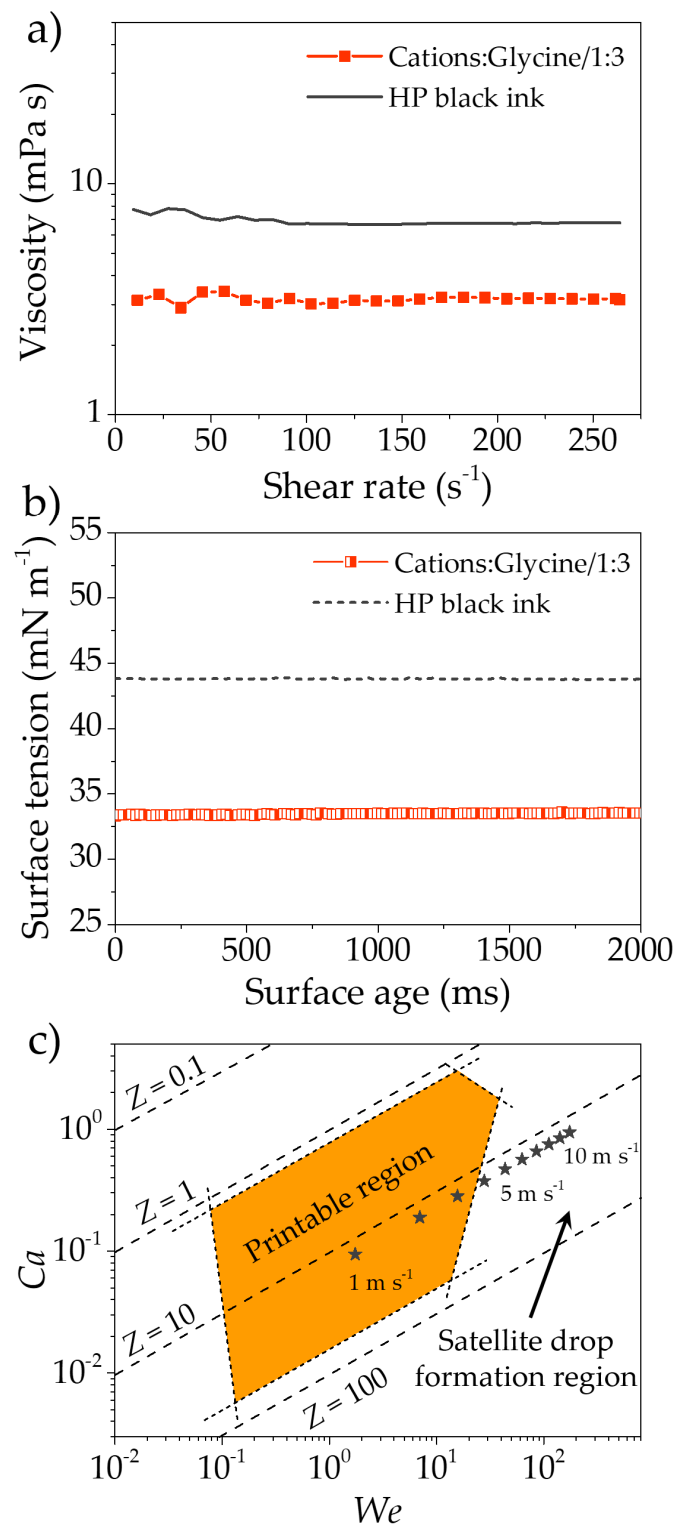 a)
Cations:Glycine/1:3
HP black ink
Viscosity (mPa s)
10
1
0 50 100 150 200 250
Shear rate (s⁻¹)
b)
Cations:Glycine/1:3
HP black ink
Surface tension (mN m⁻¹)
55
50
45
40
35
30
25
0 500 1000 1500 2000
Surface age (ms)
c)
Z = 0.1
Z = 1
Printable region
10 m s⁻¹
5 m s⁻¹
1 m s⁻¹
Z = 10
Z = 100
Satellite drop
formation region
Ca
10⁰
10⁻¹
10⁻²
10⁻² 10⁻¹ 10⁰ 10¹ 10²
We